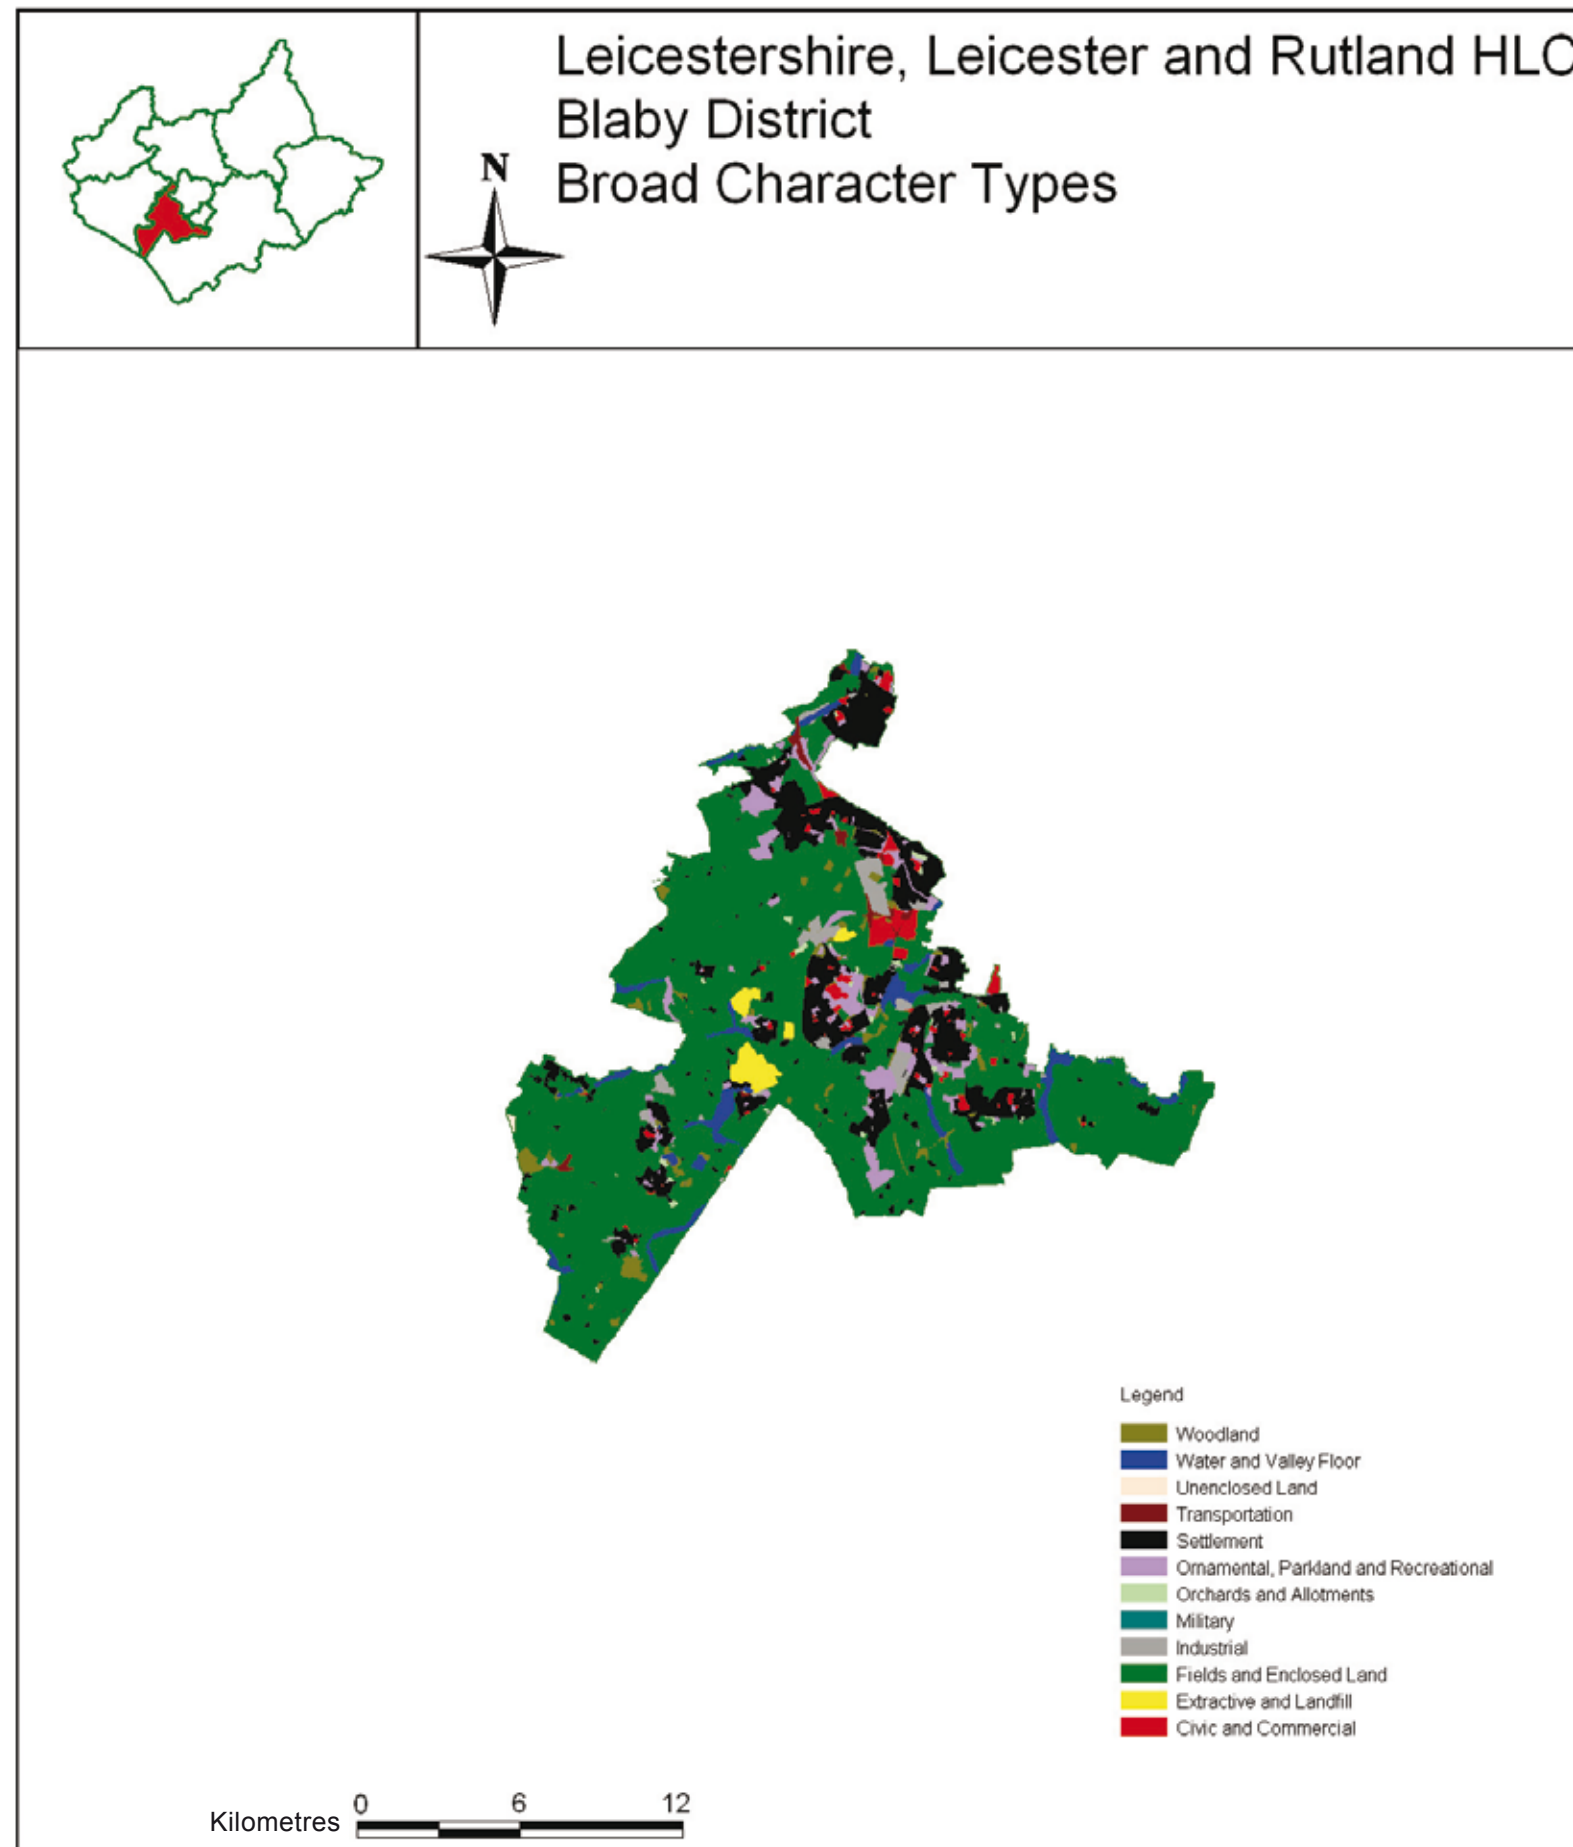 Leicestershire, Leicester and Rutland HLC
Blaby District
Broad Character Types
N
Legend
Woodland
Water and Valley Floor
Unenclosed Land
Transportation
Settlement
Ornamental, Parkland and Recreational
Orchards and Allotments
Military
Industrial
Fields and Enclosed Land
Extractive and Landfill
Civic and Commercial
Kilometres 0 6 12